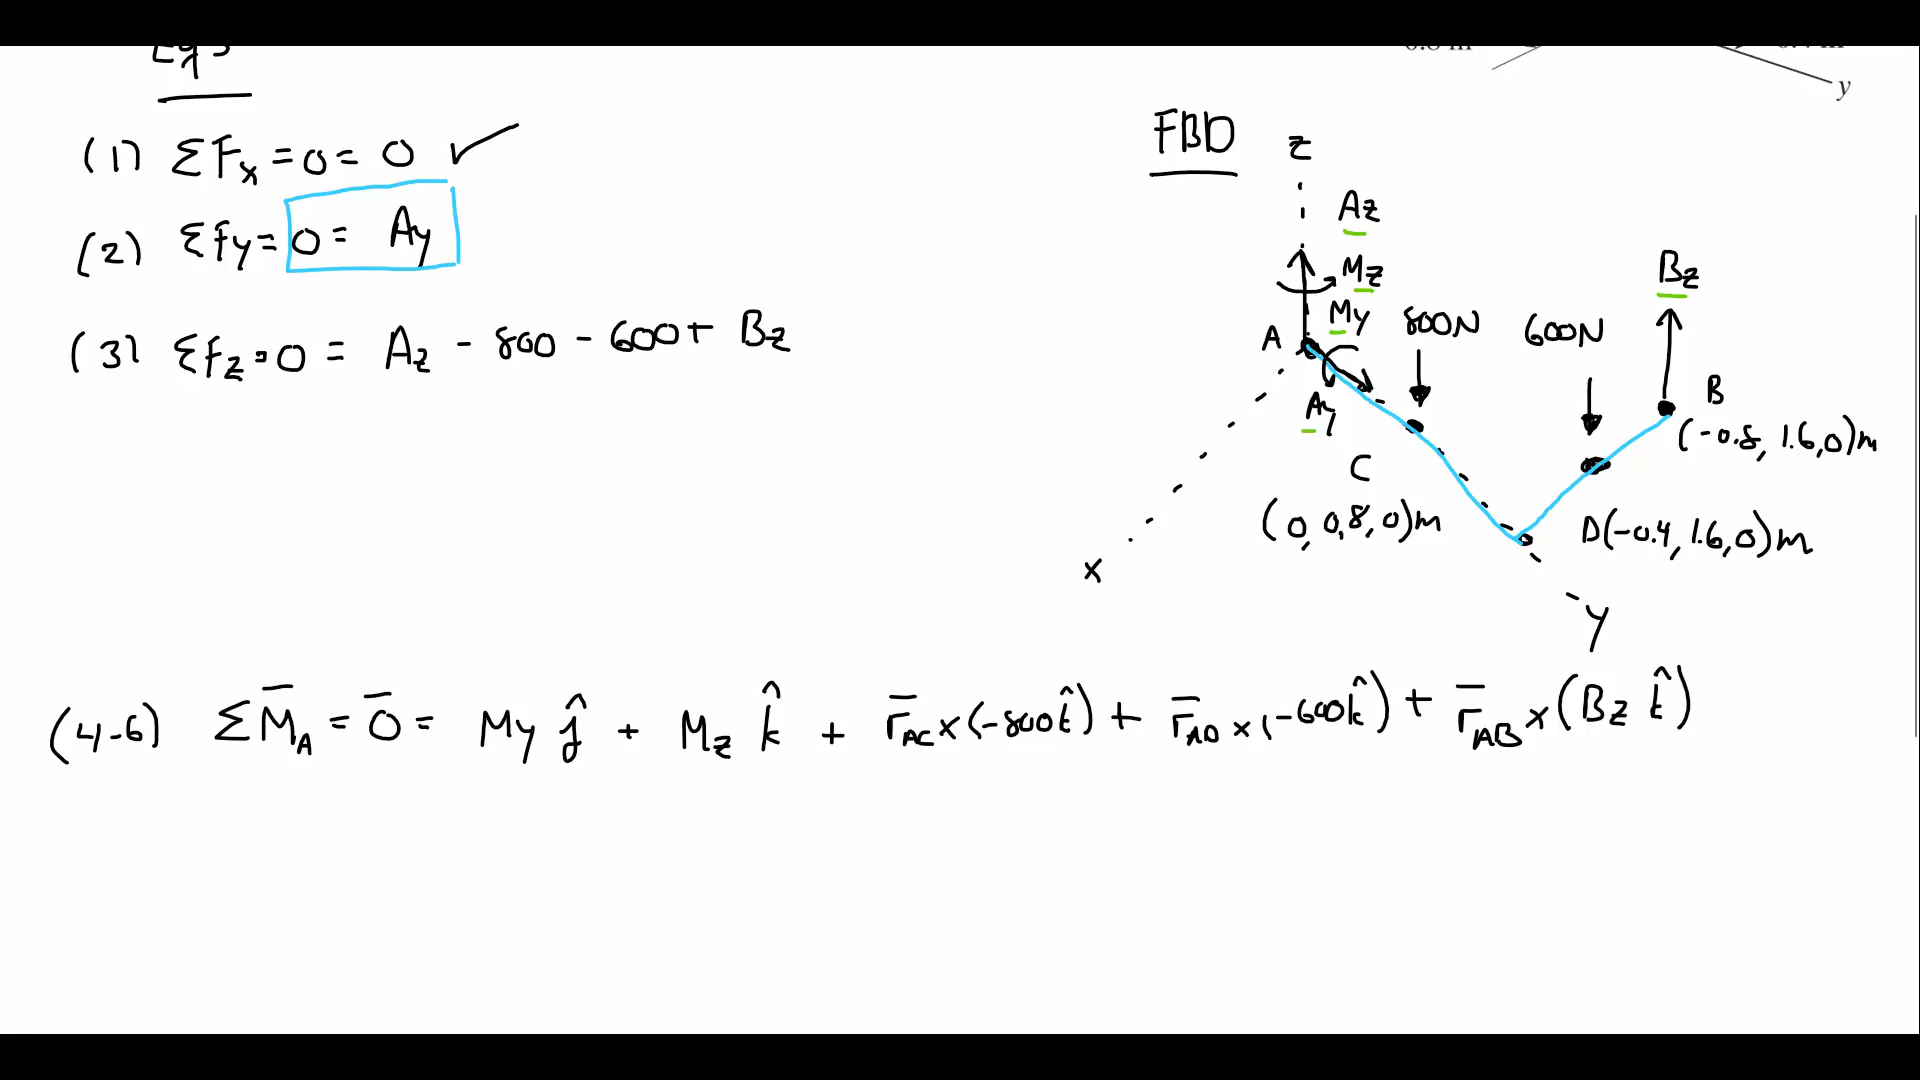 Eqs
(1) ΣFx = 0 = 0 ✓
(2) ΣFy = 0 = Ay
(3) ΣFz = 0 = Az - 800 - 600 + Bz
(4-6) ΣM̄A = 0̄ = My ĵ + Mz k̂ + r̄AC × (-800k̂) + r̄AD × (-600k̂) + r̄AB × (Bz k̂)
y
FBD
z
Az
Mz
Bz
My
800N
600N
A
B
Ay
(-0.8, 1.6, 0)m
C
(0, 0.8, 0)m
D(-0.4, 1.6, 0)m
x
y